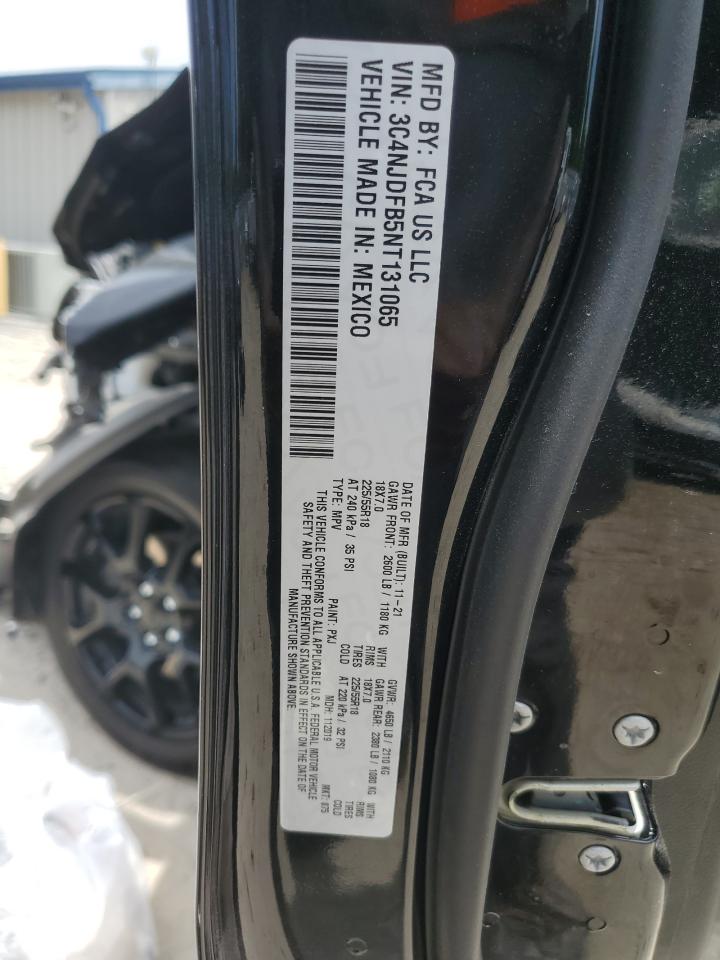 MFD BY: FCA US LLC
VIN: 3C4NJDFB5NT131065
VEHICLE MADE IN: MEXICO
DATE OF MFR (BUILT): 11-21
GVWR: 4650 LB / 2110 KG
GAWR FRONT: 2600 LB / 1180 KG WITH
GAWR REAR: 2380 LB / 1080 KG WITH
18X7.0 RIMS
18X7.0 RIMS
225/55R18 TIRES
225/55R18 TIRES
AT 240 kPa / 35 PSI COLD
AT 220 kPa / 32 PSI COLD
TYPE: MPV PAINT: PXJ MDH: 112019 MKT: 875
THIS VEHICLE CONFORMS TO ALL APPLICABLE U.S.A. FEDERAL MOTOR VEHICLE
SAFETY AND THEFT PREVENTION STANDARDS IN EFFECT ON THE DATE OF
MANUFACTURE SHOWN ABOVE.